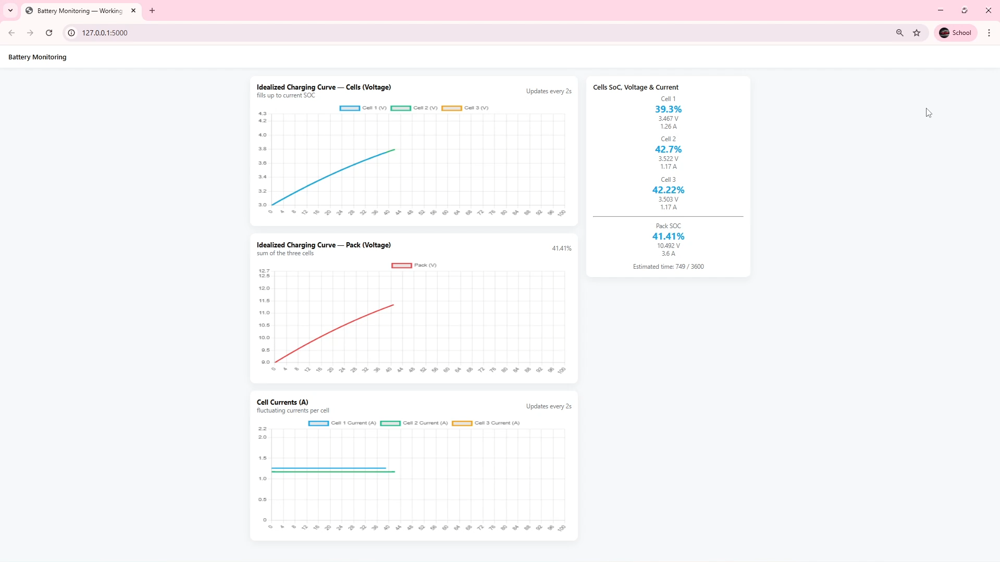 Battery Monitoring — Working
127.0.0.1:5000
School
Battery Monitoring
Idealized Charging Curve — Cells (Voltage)
fills up to current SOC
Updates every 2s
Cell 1 (V) Cell 2 (V) Cell 3 (V)
4.3
4.2
4.0
3.8
3.6
3.4
3.2
3.0
0 4 8 12 16 20 24 28 32 36 40 44 48 52 56 60 64 68 72 76 80 84 88 92 96 100
Idealized Charging Curve — Pack (Voltage)
sum of the three cells
41.41%
Pack (V)
12.7
12.5
12.0
11.5
11.0
10.5
10.0
9.5
9.0
0 4 8 12 16 20 24 28 32 36 40 44 48 52 56 60 64 68 72 76 80 84 88 92 96 100
Cell Currents (A)
fluctuating currents per cell
Updates every 2s
Cell 1 Current (A) Cell 2 Current (A) Cell 3 Current (A)
2.2
2.0
1.5
1.0
0.5
0
0 4 8 12 16 20 24 28 32 36 40 44 48 52 56 60 64 68 72 76 80 84 88 92 96 100
Cells SoC, Voltage & Current
Cell 1
39.3%
3.467 V
1.26 A
Cell 2
42.7%
3.522 V
1.17 A
Cell 3
42.22%
3.503 V
1.17 A
Pack SOC
41.41%
10.492 V
3.6 A
Estimated time: 749 / 3600